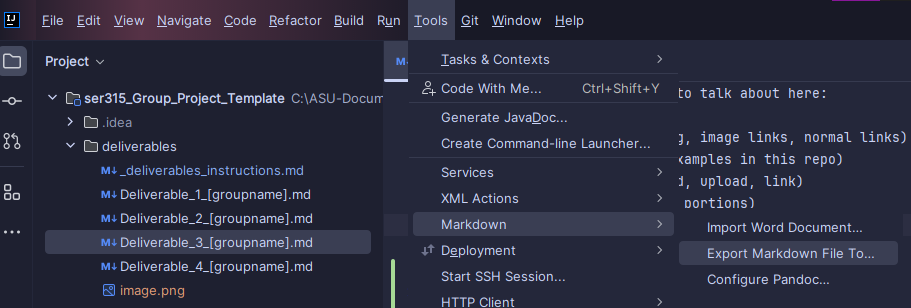 IJ File Edit View Navigate Code Refactor Build Run Tools Git Window Help
Project
ser315_Group_Project_Template C:\ASU-Docum
.idea
deliverables
_deliverables_instructions.md
Deliverable_1_[groupname].md
Deliverable_2_[groupname].md
Deliverable_3_[groupname].md
Deliverable_4_[groupname].md
image.png
Tasks & Contexts
Code With Me... Ctrl+Shift+Y
Generate JavaDoc...
Create Command-line Launcher...
Services
XML Actions
Markdown
Deployment
Start SSH Session...
HTTP Client
to talk about here:
g, image links, normal links)
xamples in this repo)
d, upload, link)
portions)
Import Word Document...
Export Markdown File To...
Configure Pandoc...